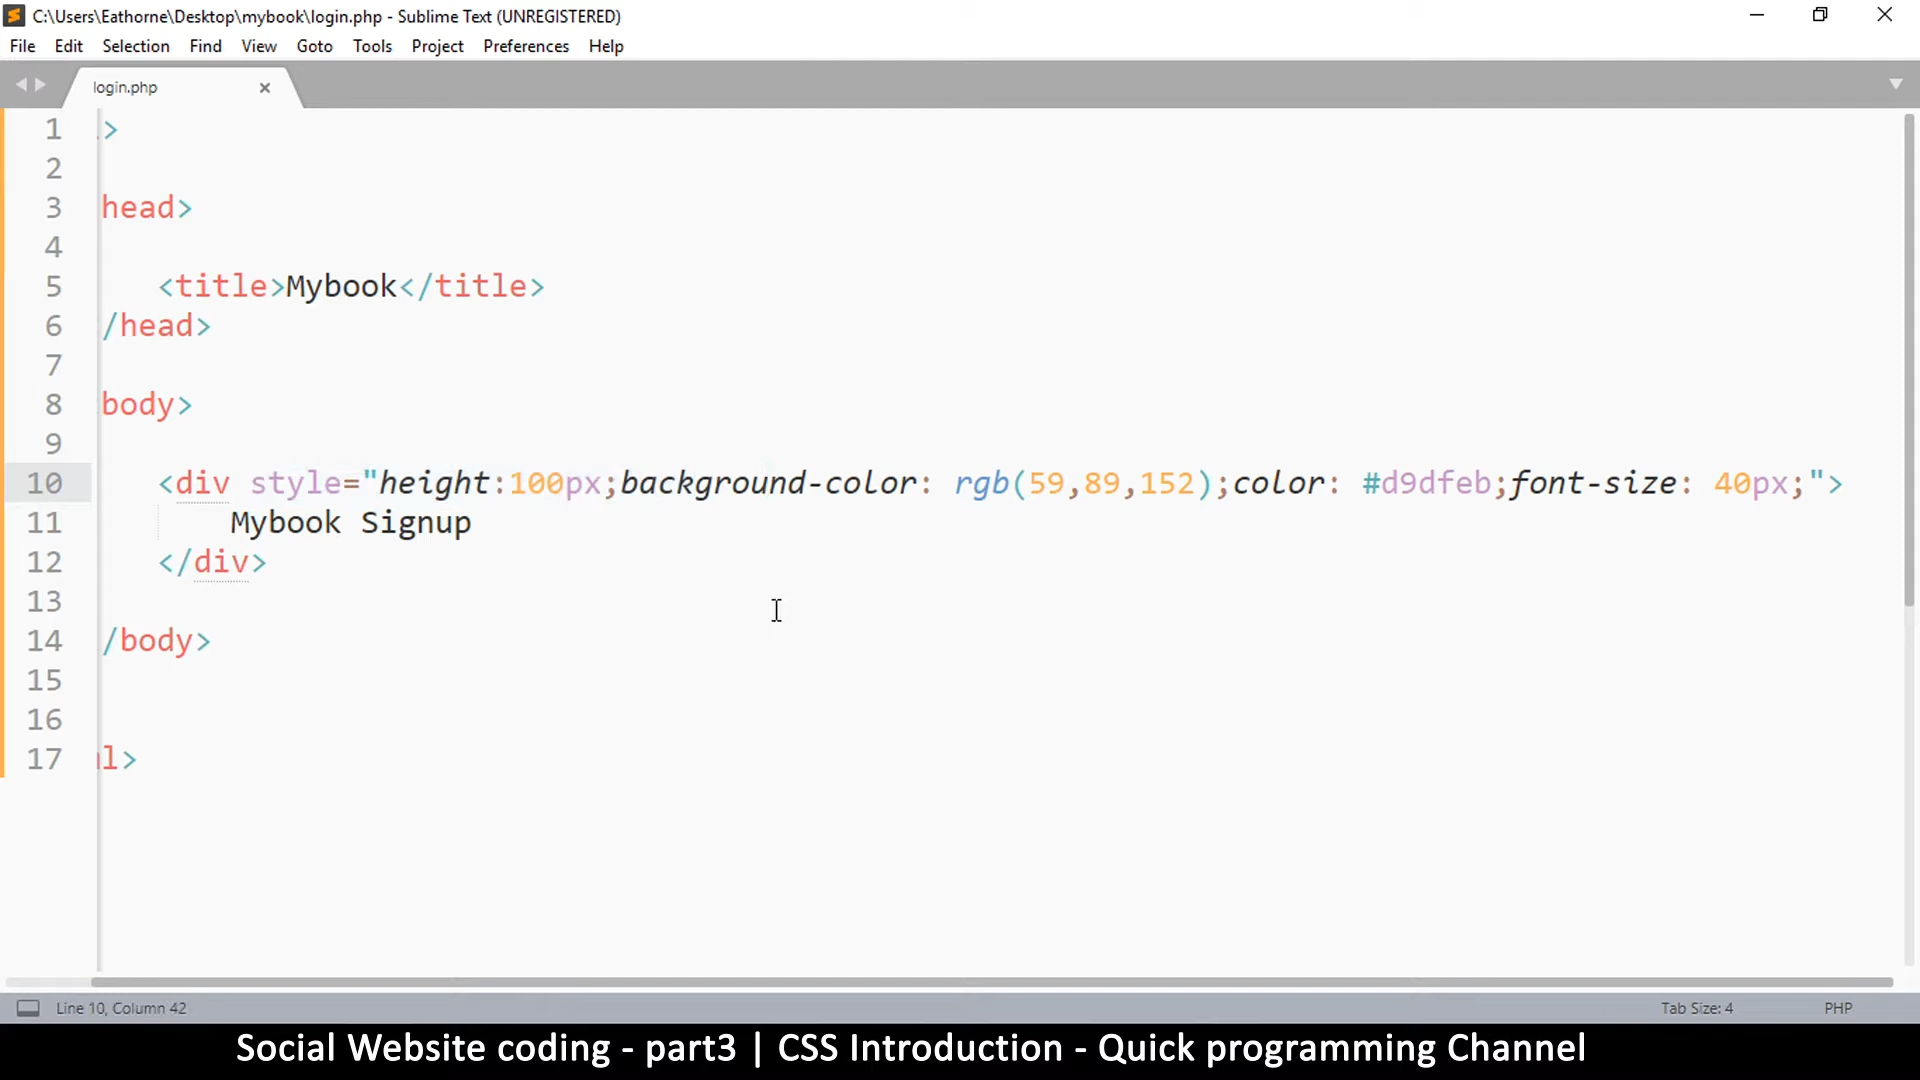 C:\Users\Eathorne\Desktop\mybook\login.php - Sublime Text (UNREGISTERED)
File Edit Selection Find View Goto Tools Project Preferences Help
login.php
1 >
2
3 head>
4
5 <title>Mybook</title>
6 /head>
7
8 body>
9
10 <div style="height:100px;background-color: rgb(59,89,152);color: #d9dfeb;font-size: 40px;">
11 Mybook Signup
12 </div>
13
14 /body>
15
16
17 l>
Line 10, Column 42 Tab Size: 4 PHP
Social Website coding - part3 | CSS Introduction - Quick programming Channel